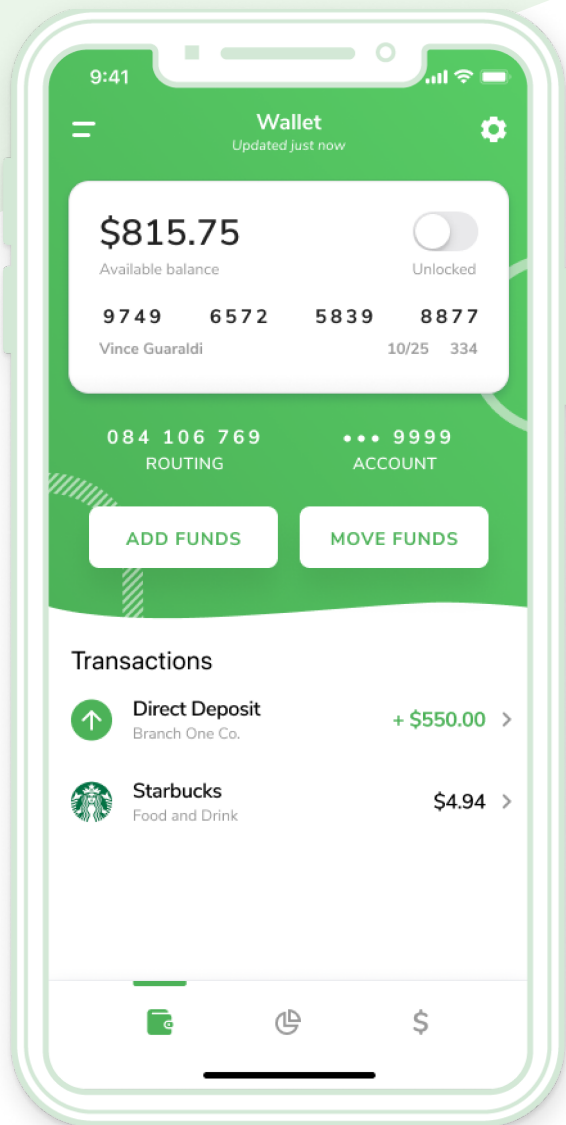 9:41
Wallet
Updated just now
$815.75
Available balance
Unlocked
9749 6572 5839 8877
Vince Guaraldi 10/25 334
084 106 769
ROUTING
••• 9999
ACCOUNT
ADD FUNDS
MOVE FUNDS
Transactions
Direct Deposit
Branch One Co.
+ $550.00
Starbucks
Food and Drink
$4.94
$